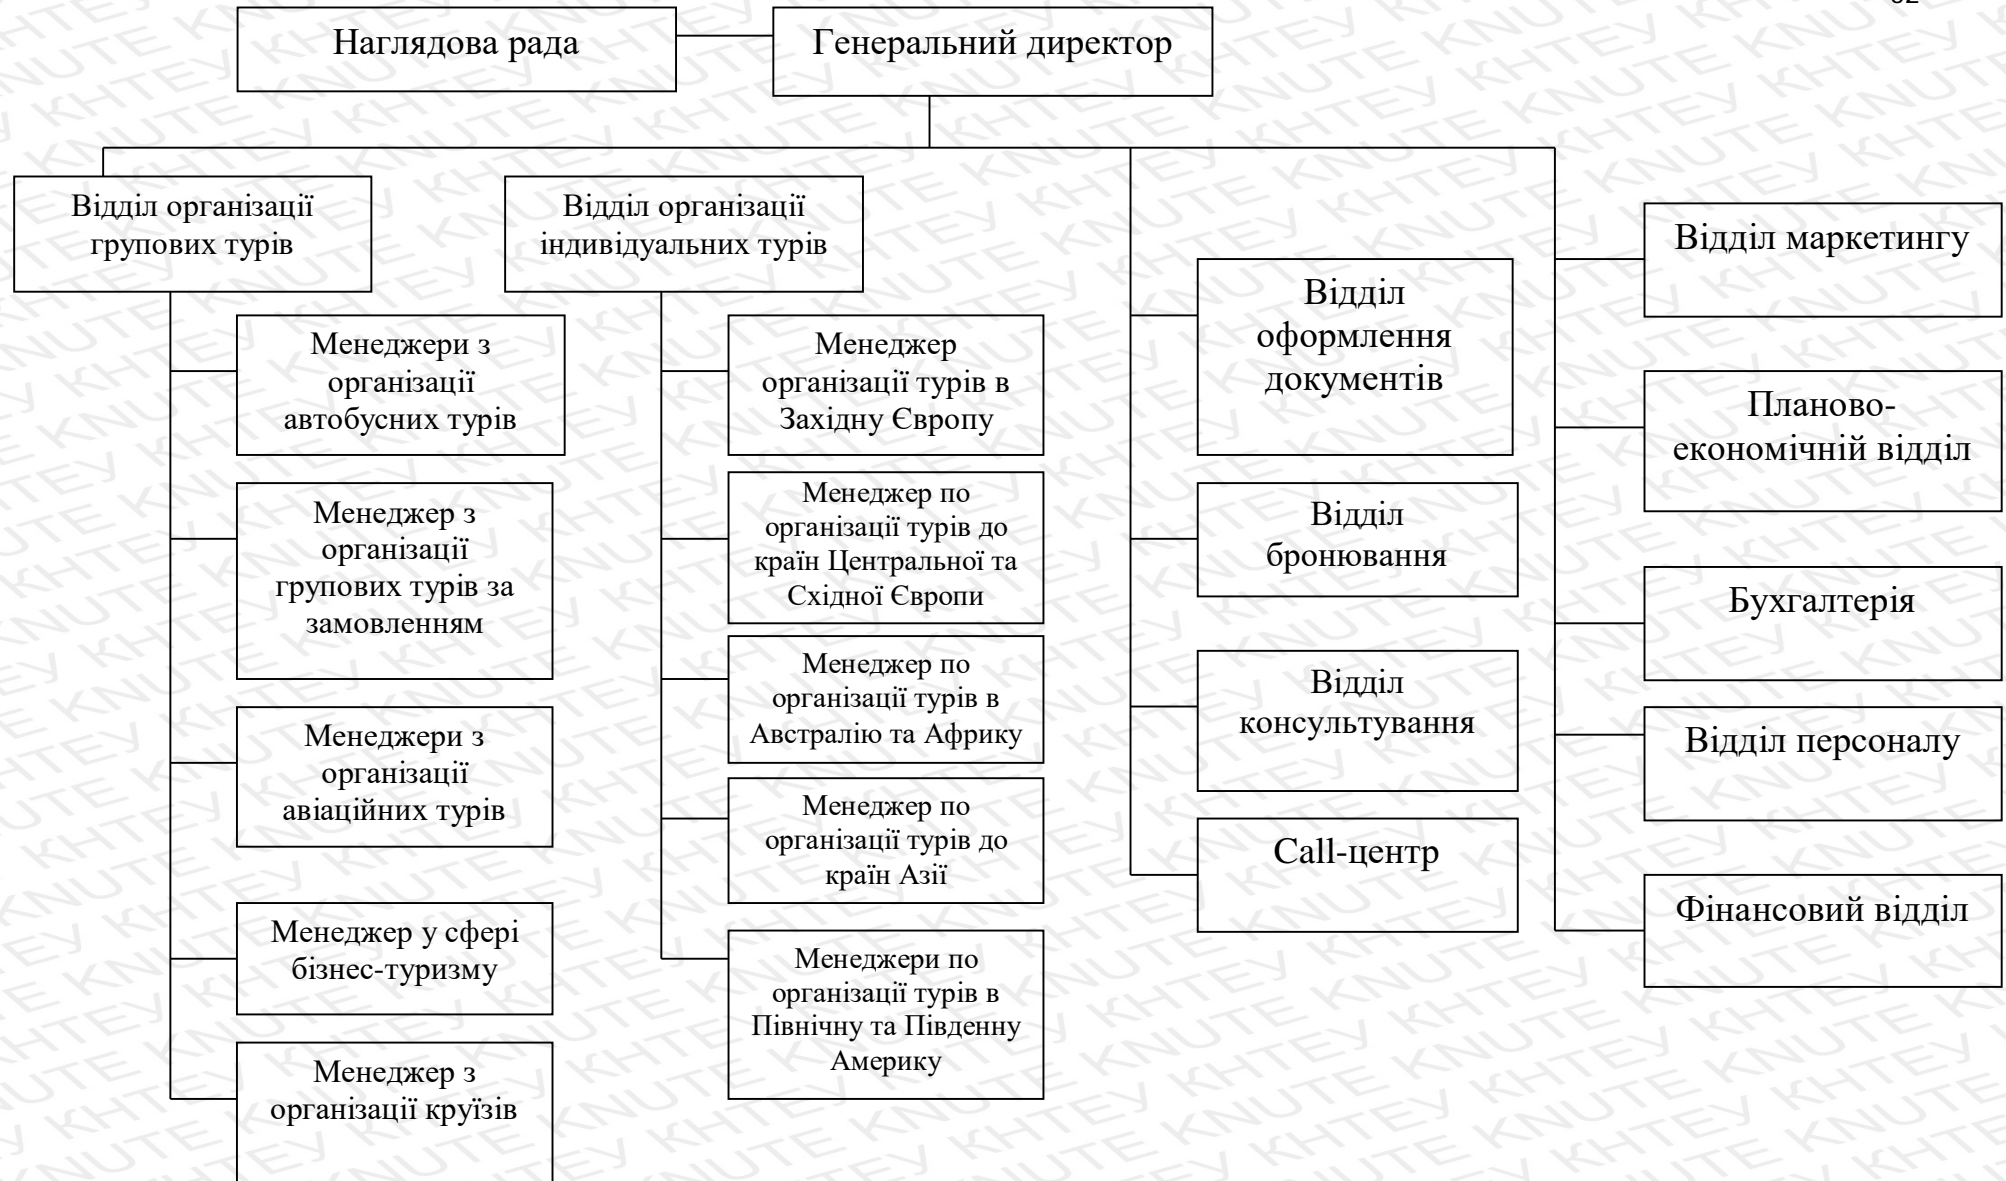 Наглядова рада
Генеральний директор
Відділ організації
групових турів
Менеджери з
організації
автобусних турів
Менеджер з
організації
групових турів за
замовленням
Менеджери з
організації
авіаційних турів
Менеджер у сфері
бізнес-туризму
Менеджер з
організації круїзів
Відділ організації
індивідуальних турів
Менеджер
організації турів в
Західну Європу
Менеджер по
організації турів до
країн Центральної та
Східної Європи
Менеджер по
організації турів в
Австралію та Африку
Менеджер по
організації турів до
країн Азії
Менеджери по
організації турів в
Північну та Південну
Америку
Відділ
оформлення
документів
Відділ
бронювання
Відділ
консультування
Call-центр
Відділ маркетингу
Планово-
економічній відділ
Бухгалтерія
Відділ персоналу
Фінансовий відділ